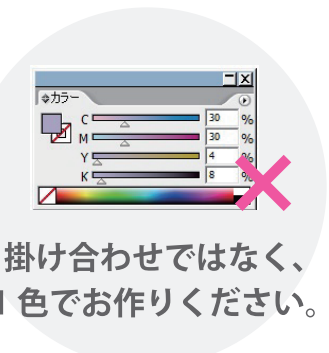 カラー
C 30 %
M 30 %
Y 4 %
K 8 %
掛け合わせではなく、
1 色でお作りください。